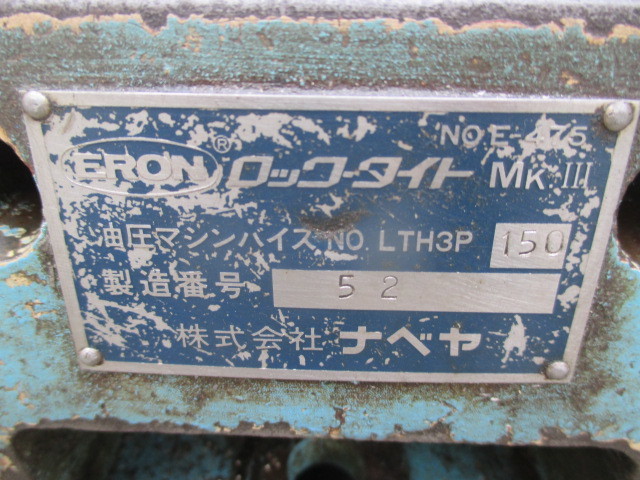 NO E-475
ERON® ロックタイト MK III
油圧マシンバイス NO. LTH3P 150
製造番号 52
株式会社 ナベヤ